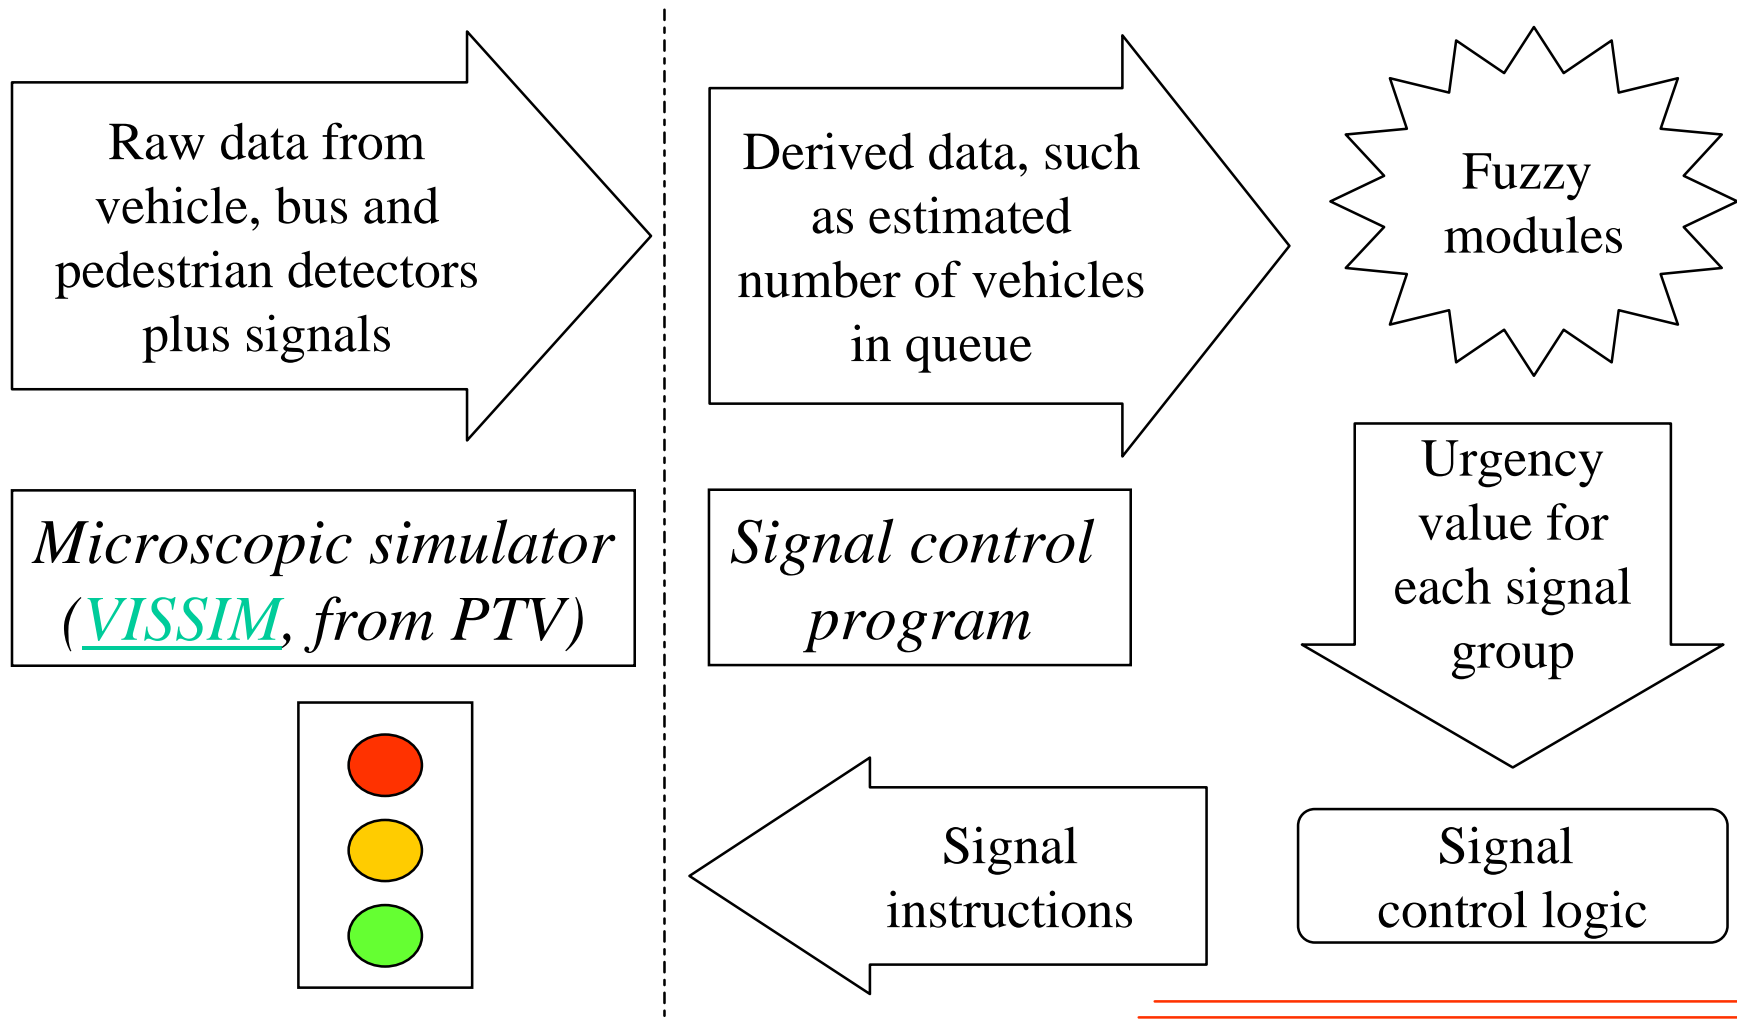 Raw data from
vehicle, bus and
pedestrian detectors
plus signals
Derived data, such
as estimated
number of vehicles
in queue
Fuzzy
modules
Microscopic simulator
(VISSIM, from PTV)
Signal control
program
Urgency
value for
each signal
group
Signal
instructions
Signal
control logic